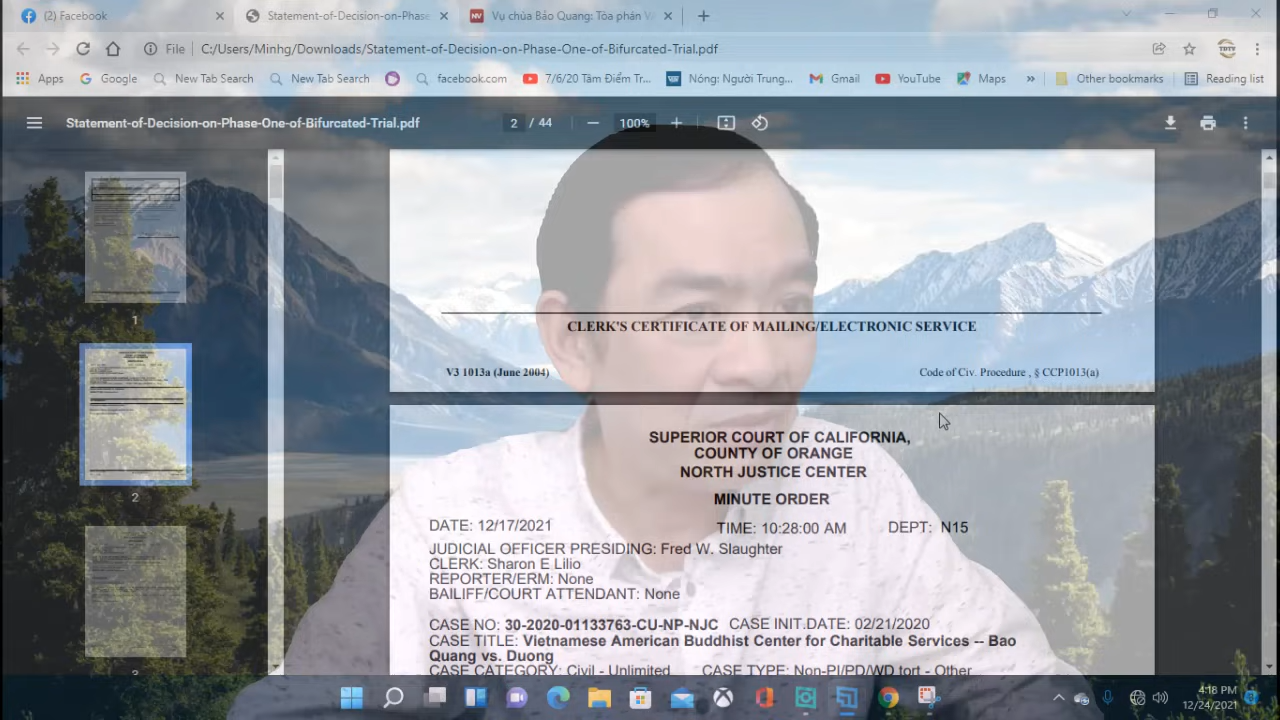 (2) Facebook
Statement-of-Decision-on-Phase
Vụ chùa Bảo Quang: Tòa phán V
File
C:/Users/Minhg/Downloads/Statement-of-Decision-on-Phase-One-of-Bifurcated-Trial.pdf
Apps Google New Tab Search New Tab Search facebook.com 7/6/20 Tâm Điểm Tr... Nóng: Người Trung... Gmail YouTube Maps » Other bookmarks Reading list
Statement-of-Decision-on-Phase-One-of-Bifurcated-Trial.pdf 2 / 44 100%
1
2
3
CLERK'S CERTIFICATE OF MAILING/ELECTRONIC SERVICE
V3 1013a (June 2004) Code of Civ. Procedure , § CCP1013(a)
SUPERIOR COURT OF CALIFORNIA,
COUNTY OF ORANGE
NORTH JUSTICE CENTER
MINUTE ORDER
DATE: 12/17/2021 TIME: 10:28:00 AM DEPT: N15
JUDICIAL OFFICER PRESIDING: Fred W. Slaughter
CLERK: Sharon E Lilio
REPORTER/ERM: None
BAILIFF/COURT ATTENDANT: None
CASE NO: 30-2020-01133763-CU-NP-NJC CASE INIT.DATE: 02/21/2020
CASE TITLE: Vietnamese American Buddhist Center for Charitable Services -- Bao
Quang vs. Duong
CASE CATEGORY: Civil - Unlimited CASE TYPE: Non-PI/PD/WD tort - Other
4:18 PM
12/24/2021